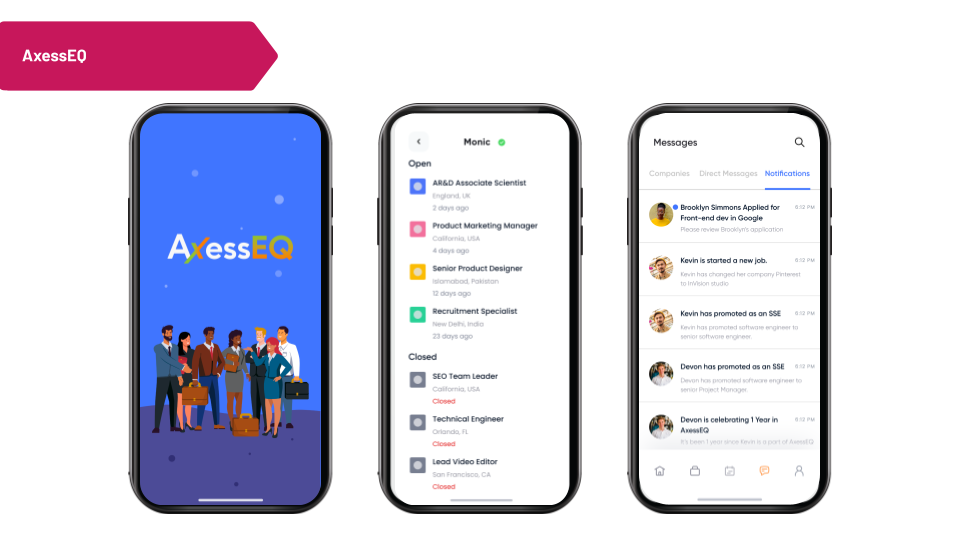 AxessEQ
AxessEQ
Monic
Open
AR&D Associate Scientist
England, UK
2 days ago
Product Marketing Manager
California, USA
4 days ago
Senior Product Designer
Islamabad, Pakistan
12 days ago
Recruitment Specialist
New Delhi, India
23 days ago
Closed
SEO Team Leader
California, USA
Closed
Technical Engineer
Orlando, FL
Closed
Lead Video Editor
San Francisco, CA
Closed
Messages
Companies Direct Messages Notifications
Brooklyn Simmons Applied for 6:12 PM
Front-end dev in Google
Please review Brooklyn's application
Kevin is started a new job. 6:12 PM
Kevin has changed her company Pinterest
to InVision studio
Kevin has promoted as an SSE 6:12 PM
Kevin has promoted software engineer to
senior software engineer.
Devon has promoted as an SSE 6:12 PM
Devon has promoted software engineer to
senior Project Manager
Devon is celebrating 1 Year in 6:12 PM
AxessEQ
It's been 1 year since Kevin is a part of AxessEQ